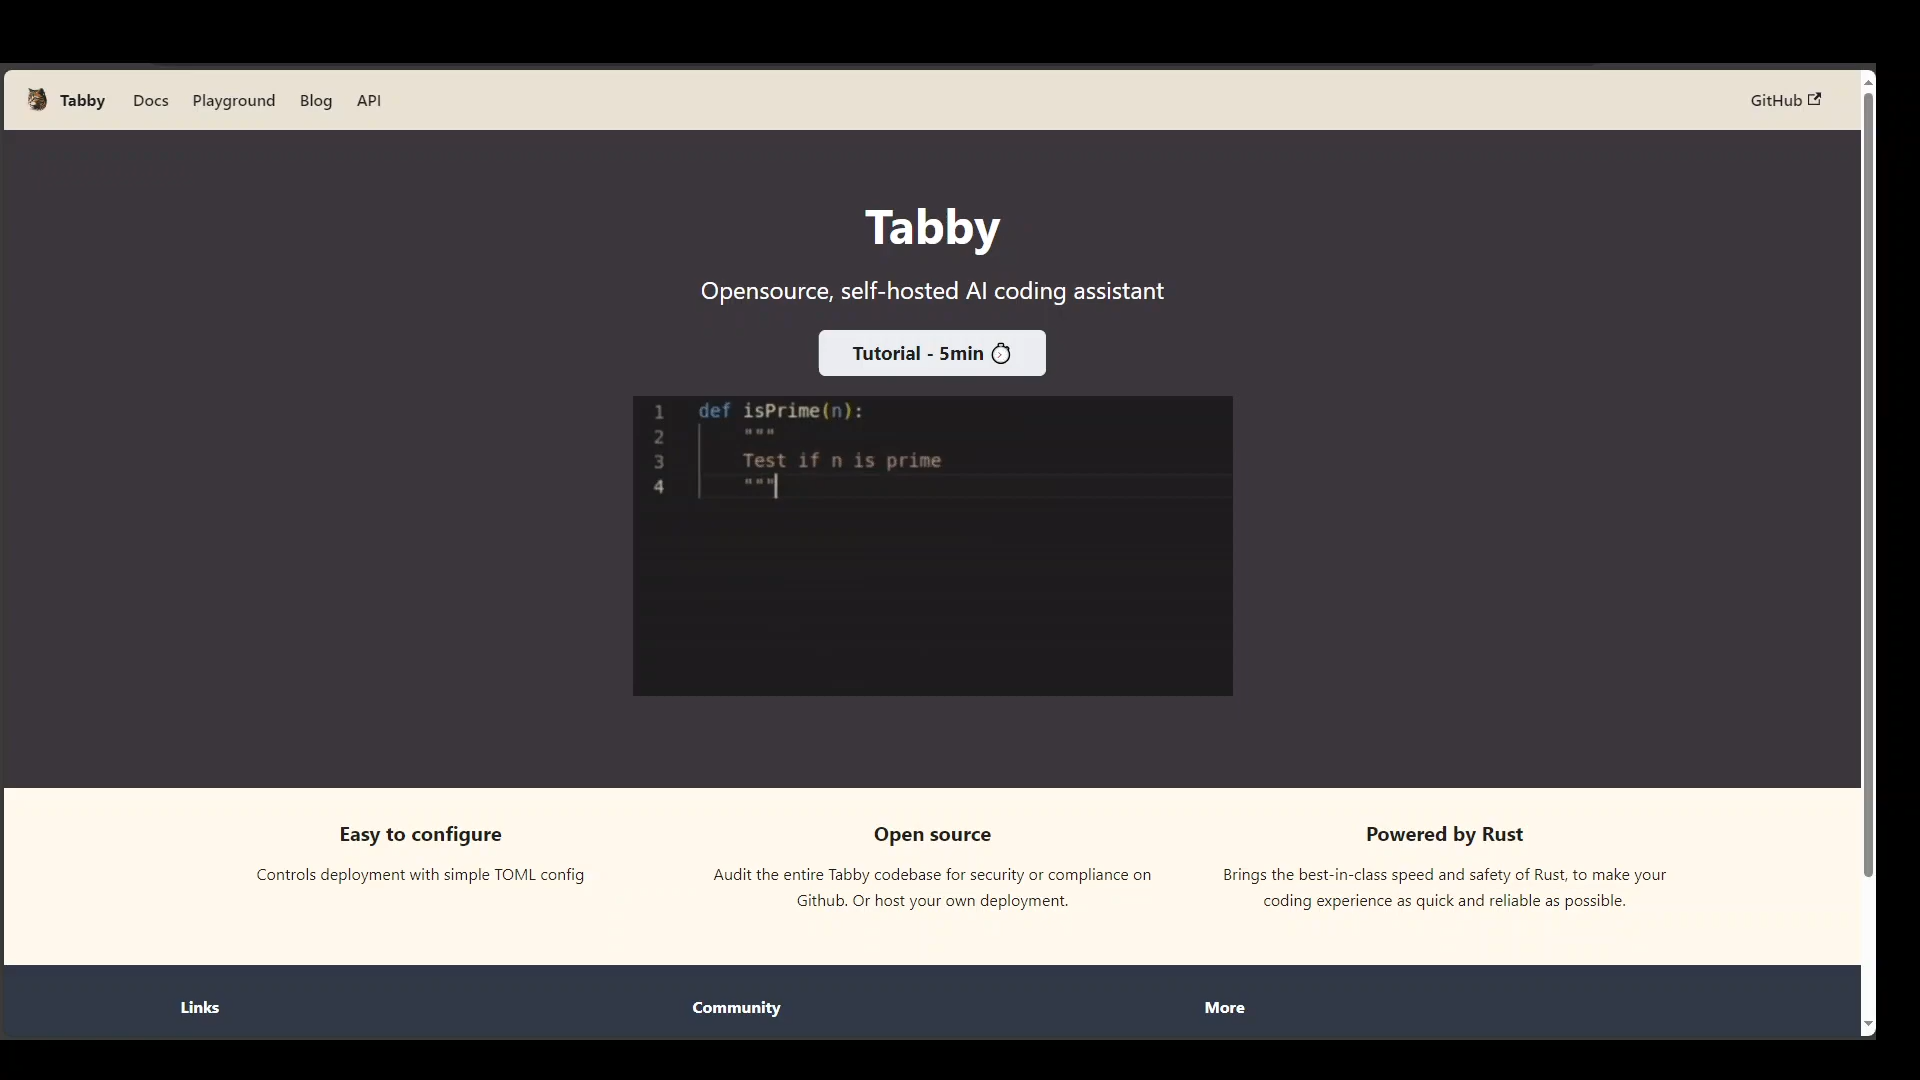 Tabby Docs Playground Blog API GitHub
Tabby
Opensource, self-hosted AI coding assistant
Tutorial - 5min
1 def isPrime(n):
2 """
3 Test if n is prime
4 """
Easy to configure
Controls deployment with simple TOML config
Open source
Audit the entire Tabby codebase for security or compliance on
Github. Or host your own deployment.
Powered by Rust
Brings the best-in-class speed and safety of Rust, to make your
coding experience as quick and reliable as possible.
Links
Community
More